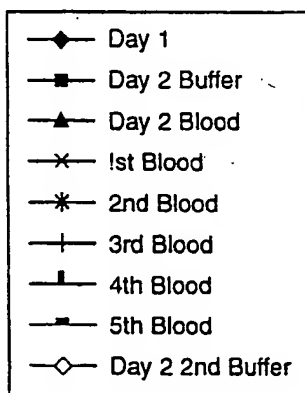 Day 1
Day 2 Buffer
Day 2 Blood
!st Blood
2nd Blood
3rd Blood
4th Blood
5th Blood
Day 2 2nd Buffer